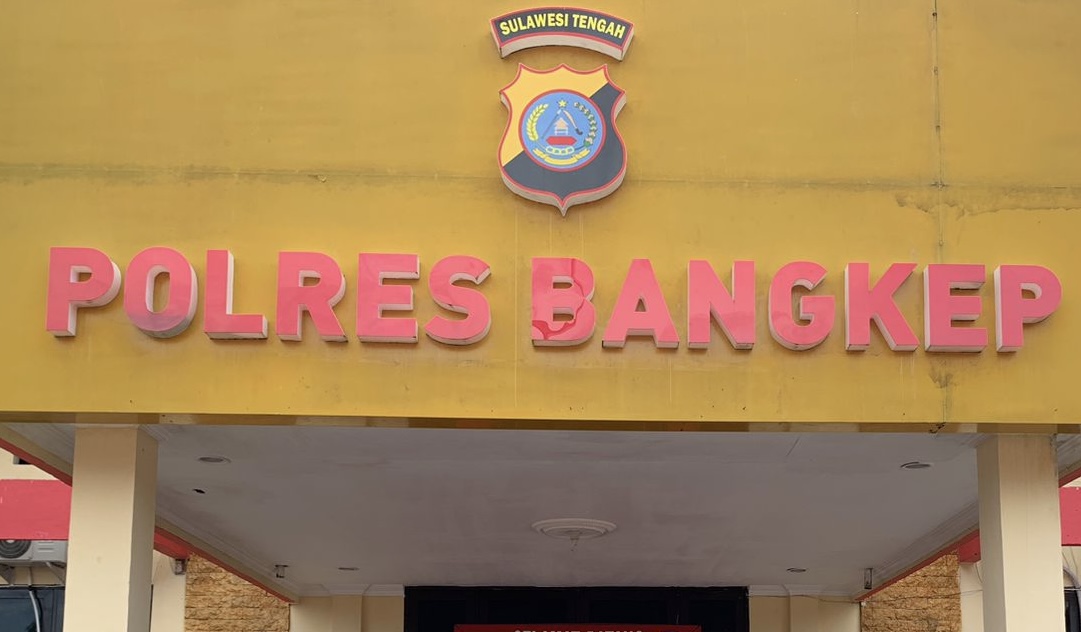 SULAWESI TENGAH
POLRES BANGKEP